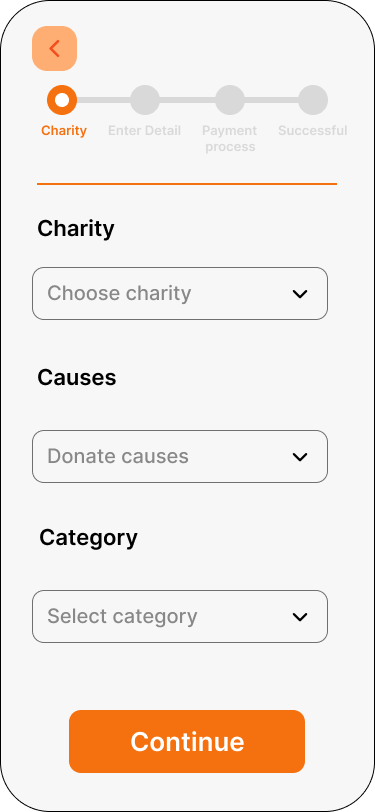 Charity
Enter Detail
Payment
process
Successful
Charity
Choose charity
Causes
Donate causes
Category
Select category
Continue